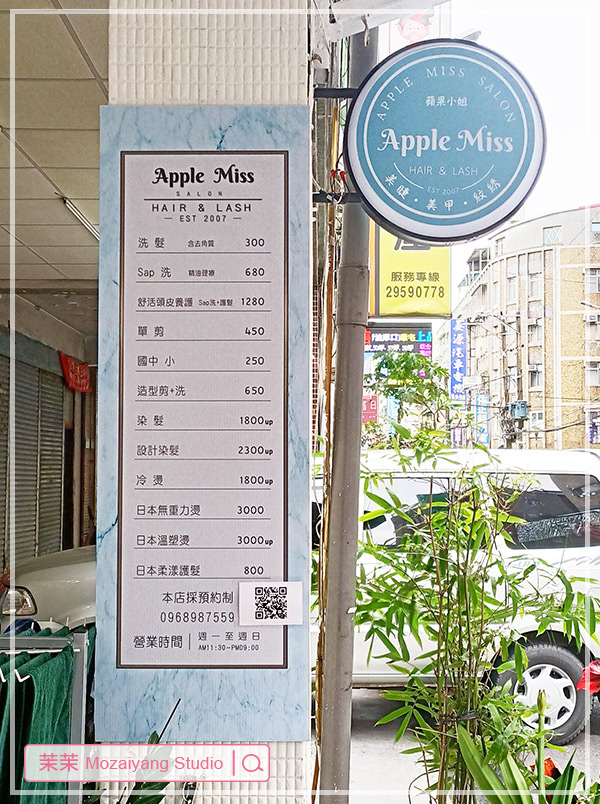 APPLE MISS SALON
蘋果小姐
Apple Miss
HAIR & LASH
EST 2007
美睫・美甲・紋綉
Apple Miss
SALON
HAIR & LASH
EST 2007
洗髮 含去角質 300
Sap 洗 精油理療 680
舒活頭皮養護 Sap洗+護髮 1280
單剪 450
國中小 250
造型剪+洗 650
染髮 1800up
設計染髮 2300up
冷燙 1800up
日本無重力燙 3000
日本溫塑燙 3000up
日本柔漾護髮 800
本店採預約制
0968987559
營業時間 週一至週日
AM11:30-PM09:00
服務專線
29590778
茉茉 Mozaiyang Studio